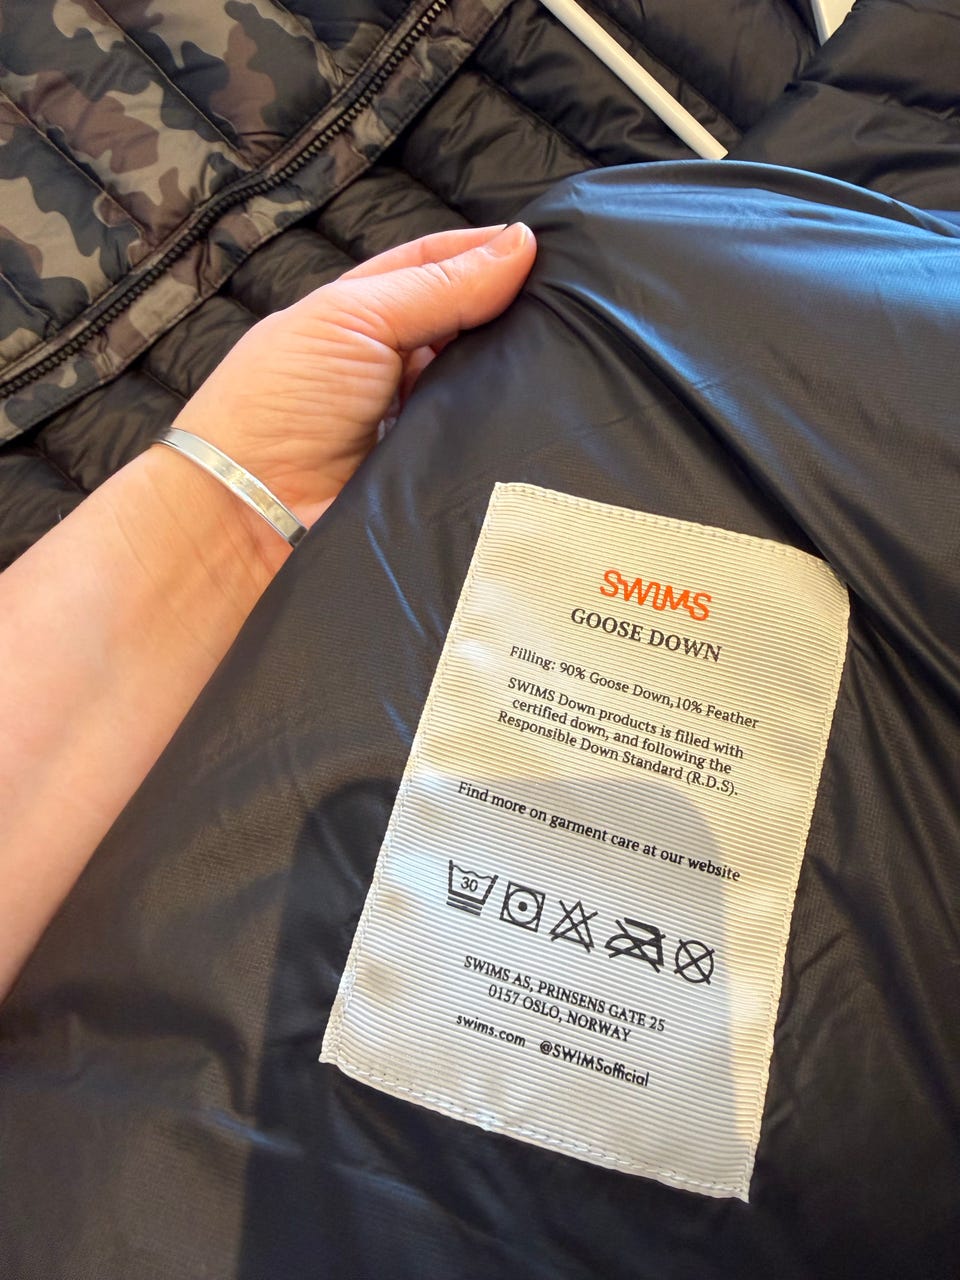 SWIMS
GOOSE DOWN
Filling: 90% Goose Down,10% Feather
SWIMS Down products is filled with
certified down, and following the
Responsible Down Standard (R.D.S).
Find more on garment care at our website
30
SWIMS AS, PRINSENS GATE 25
0157 OSLO, NORWAY
swims.com @SWIMSofficial